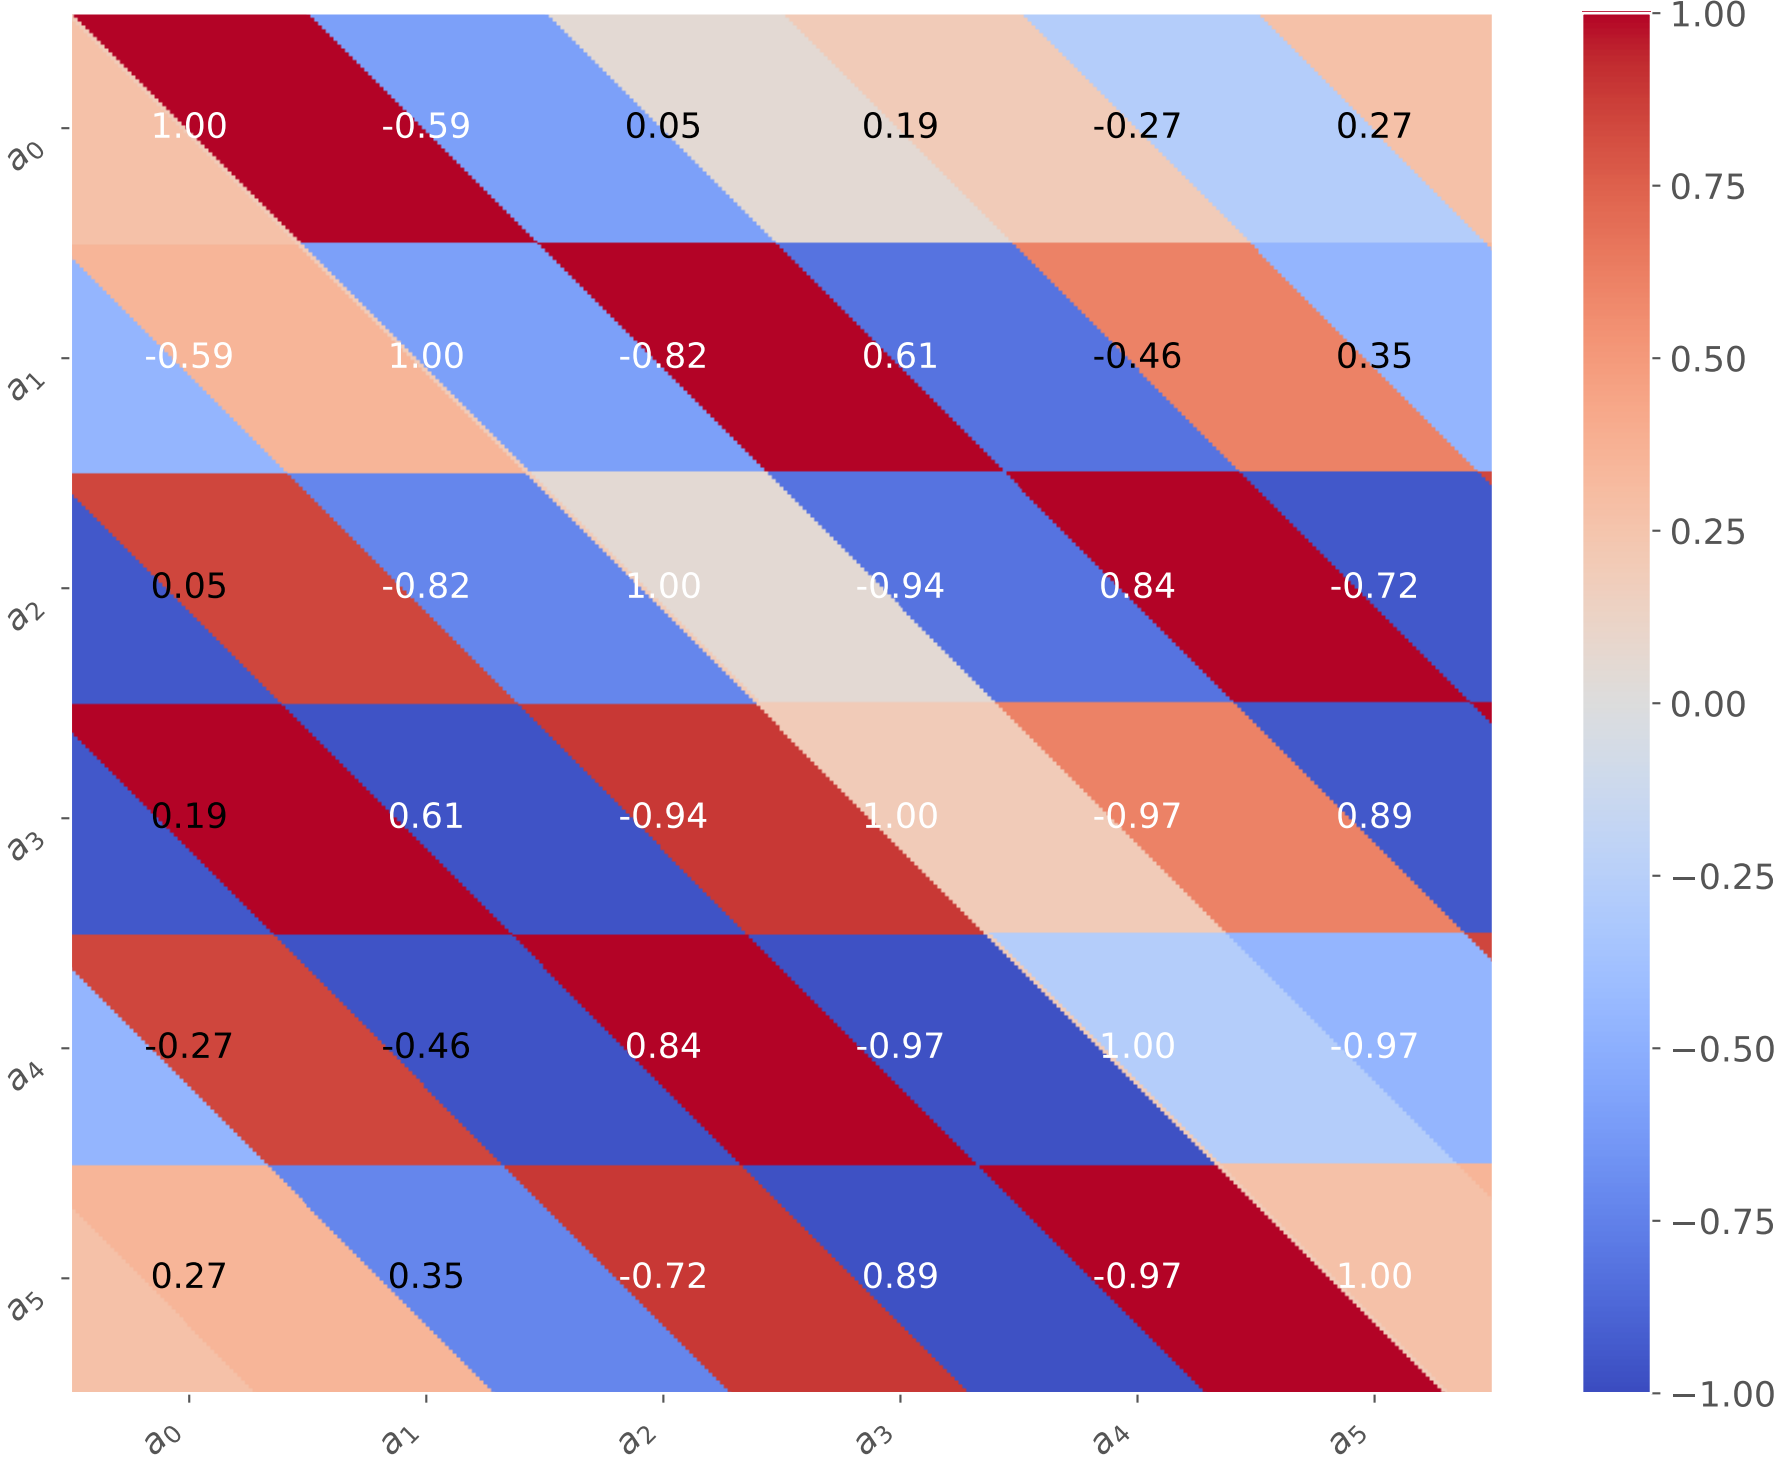 1.00
a0 1.00 -0.59 0.05 0.19 -0.27 0.27
0.75
a1 -0.59 1.00 -0.82 0.61 -0.46 0.35
0.50
0.25
a2 0.05 -0.82 1.00 -0.94 0.84 -0.72
0.00
a3 0.19 0.61 -0.94 1.00 -0.97 0.89
−0.25
a4 -0.27 -0.46 0.84 -0.97 1.00 -0.97
−0.50
−0.75
a5 0.27 0.35 -0.72 0.89 -0.97 1.00
−1.00
a0 a1 a2 a3 a4 a5